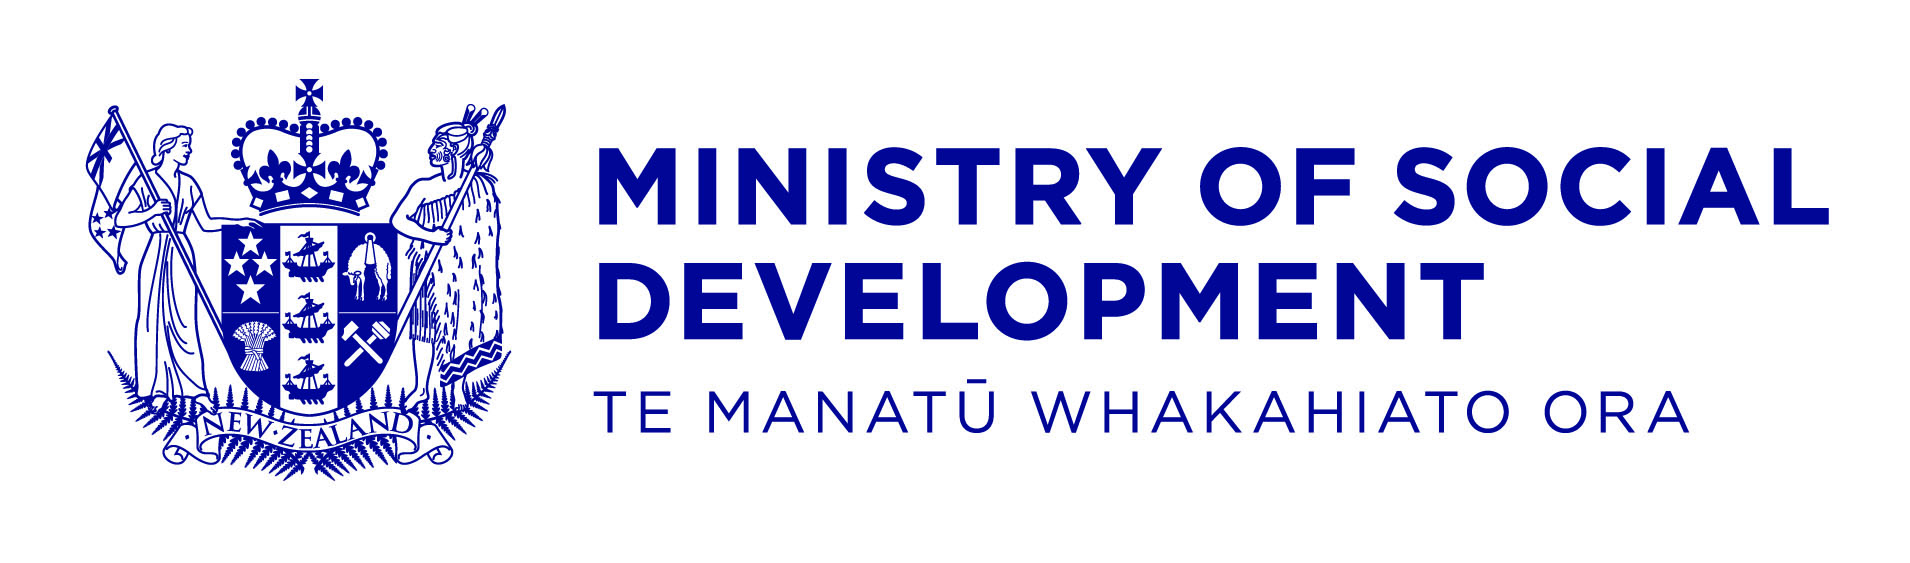 MINISTRY OF SOCIAL
DEVELOPMENT
TE MANATŪ WHAKAHIATO ORA
NEW·ZEALAND